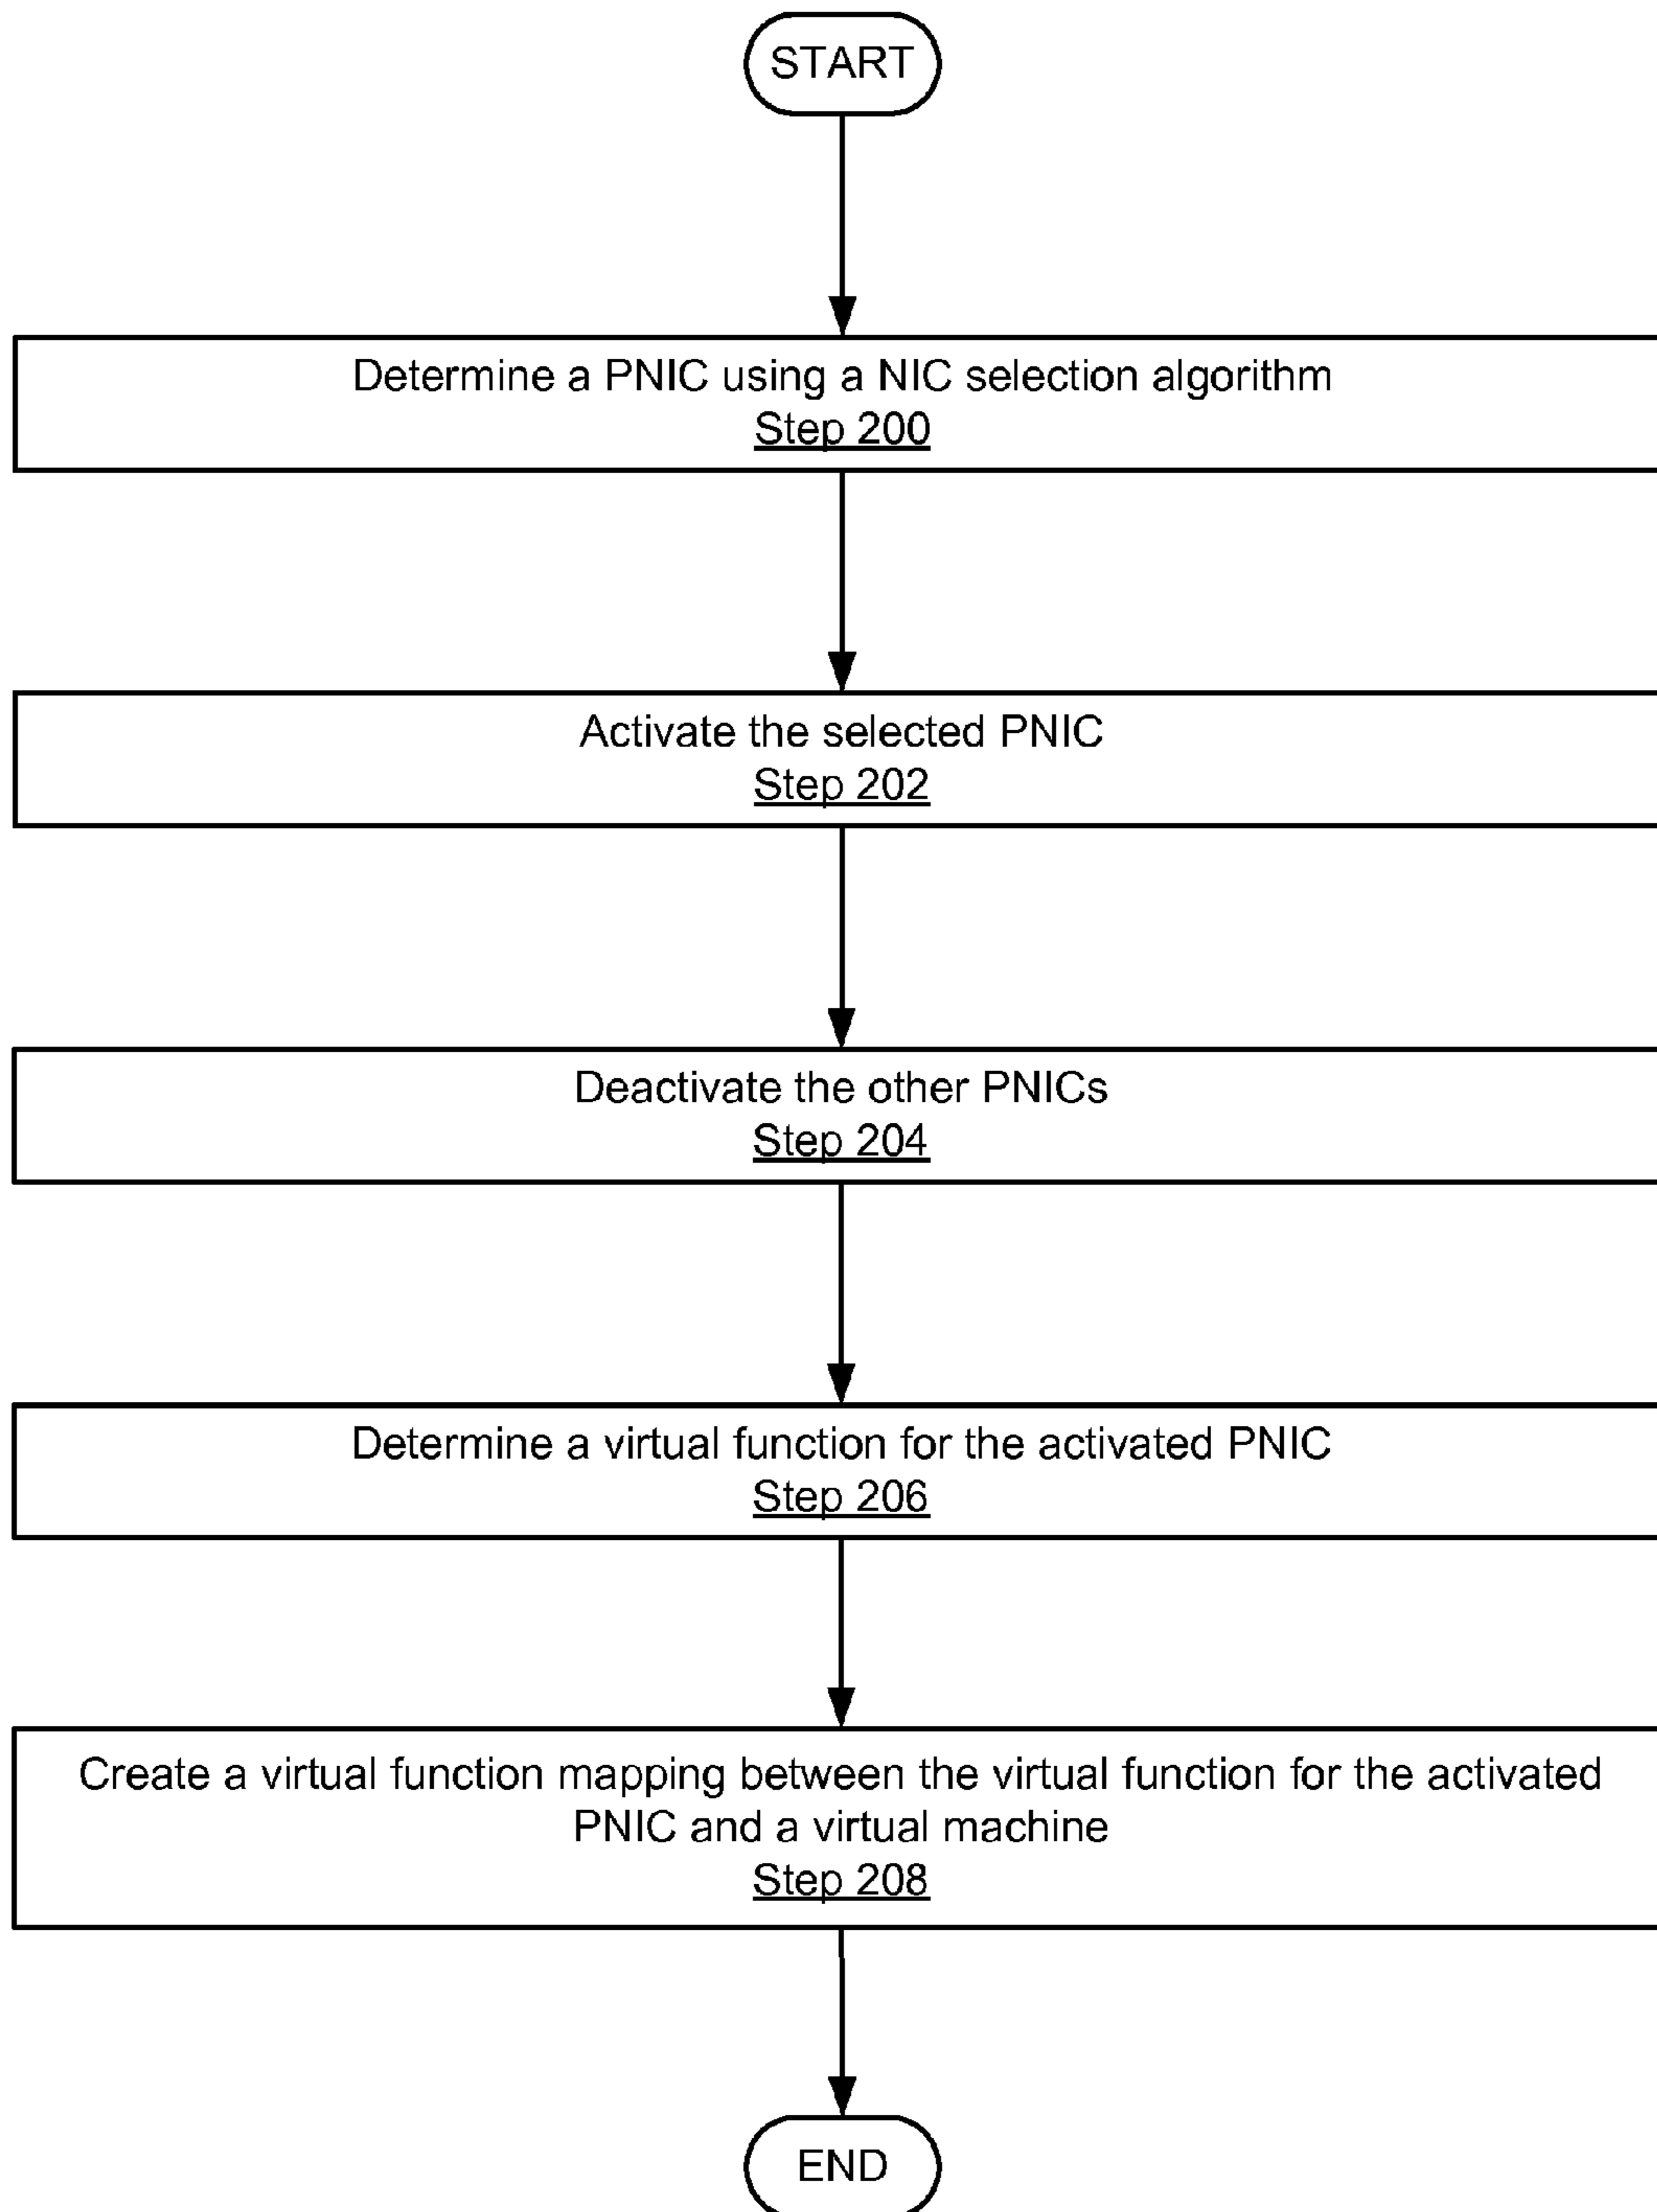 START
Determine a PNIC using a NIC selection algorithm
Step 200
Activate the selected PNIC
Step 202
Deactivate the other PNICs
Step 204
Determine a virtual function for the activated PNIC
Step 206
Create a virtual function mapping between the virtual function for the activated
PNIC and a virtual machine
Step 208
END